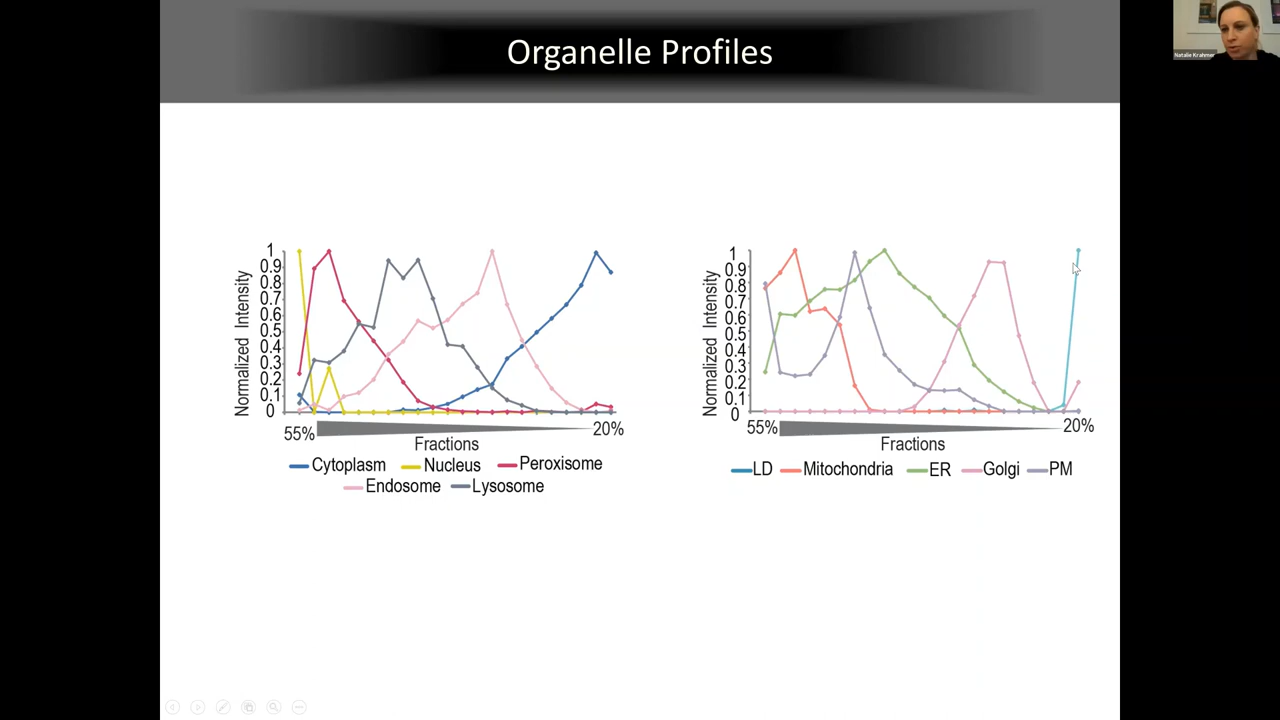 Organelle Profiles
Natalie Krahmer
1
0.9
0.8
0.7
0.6
0.5
0.4
0.3
0.2
0.1
0
Normalized Intensity
55%
20%
Fractions
Cytoplasm Nucleus Peroxisome
Endosome Lysosome
1
0.9
0.8
0.7
0.6
0.5
0.4
0.3
0.2
0.1
0
Normalized Intensity
55%
20%
Fractions
LD Mitochondria ER Golgi PM